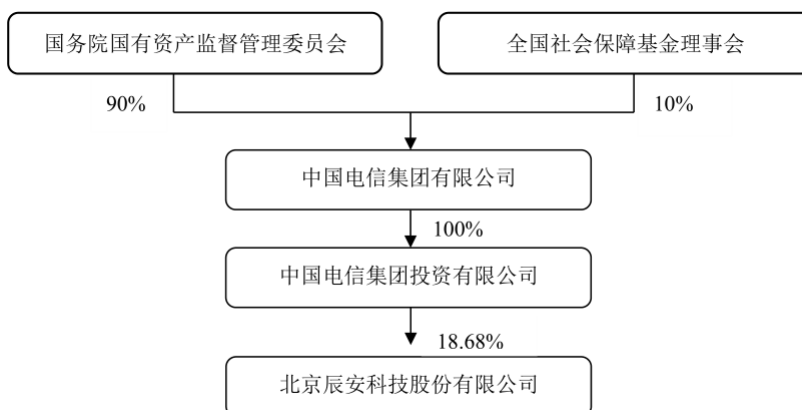 国务院国有资产监督管理委员会
全国社会保障基金理事会
90%
10%
中国电信集团有限公司
100%
中国电信集团投资有限公司
18.68%
北京辰安科技股份有限公司